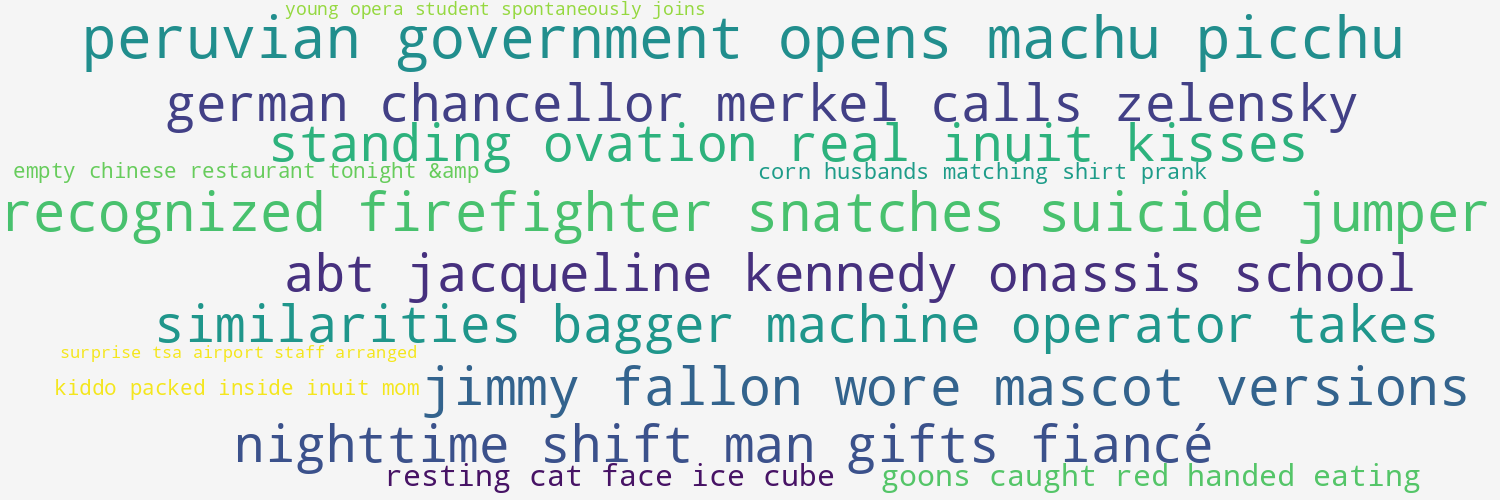 young opera student spontaneously joins
peruvian government opens machu picchu
german chancellor merkel calls zelensky
standing ovation real inuit kisses
empty chinese restaurant tonight &amp
corn husbands matching shirt prank
recognized firefighter snatches suicide jumper
abt jacqueline kennedy onassis school
similarities bagger machine operator takes
surprise tsa airport staff arranged
kiddo packed inside inuit mom
jimmy fallon wore mascot versions
nighttime shift man gifts fiancé
resting cat face ice cube
goons caught red handed eating